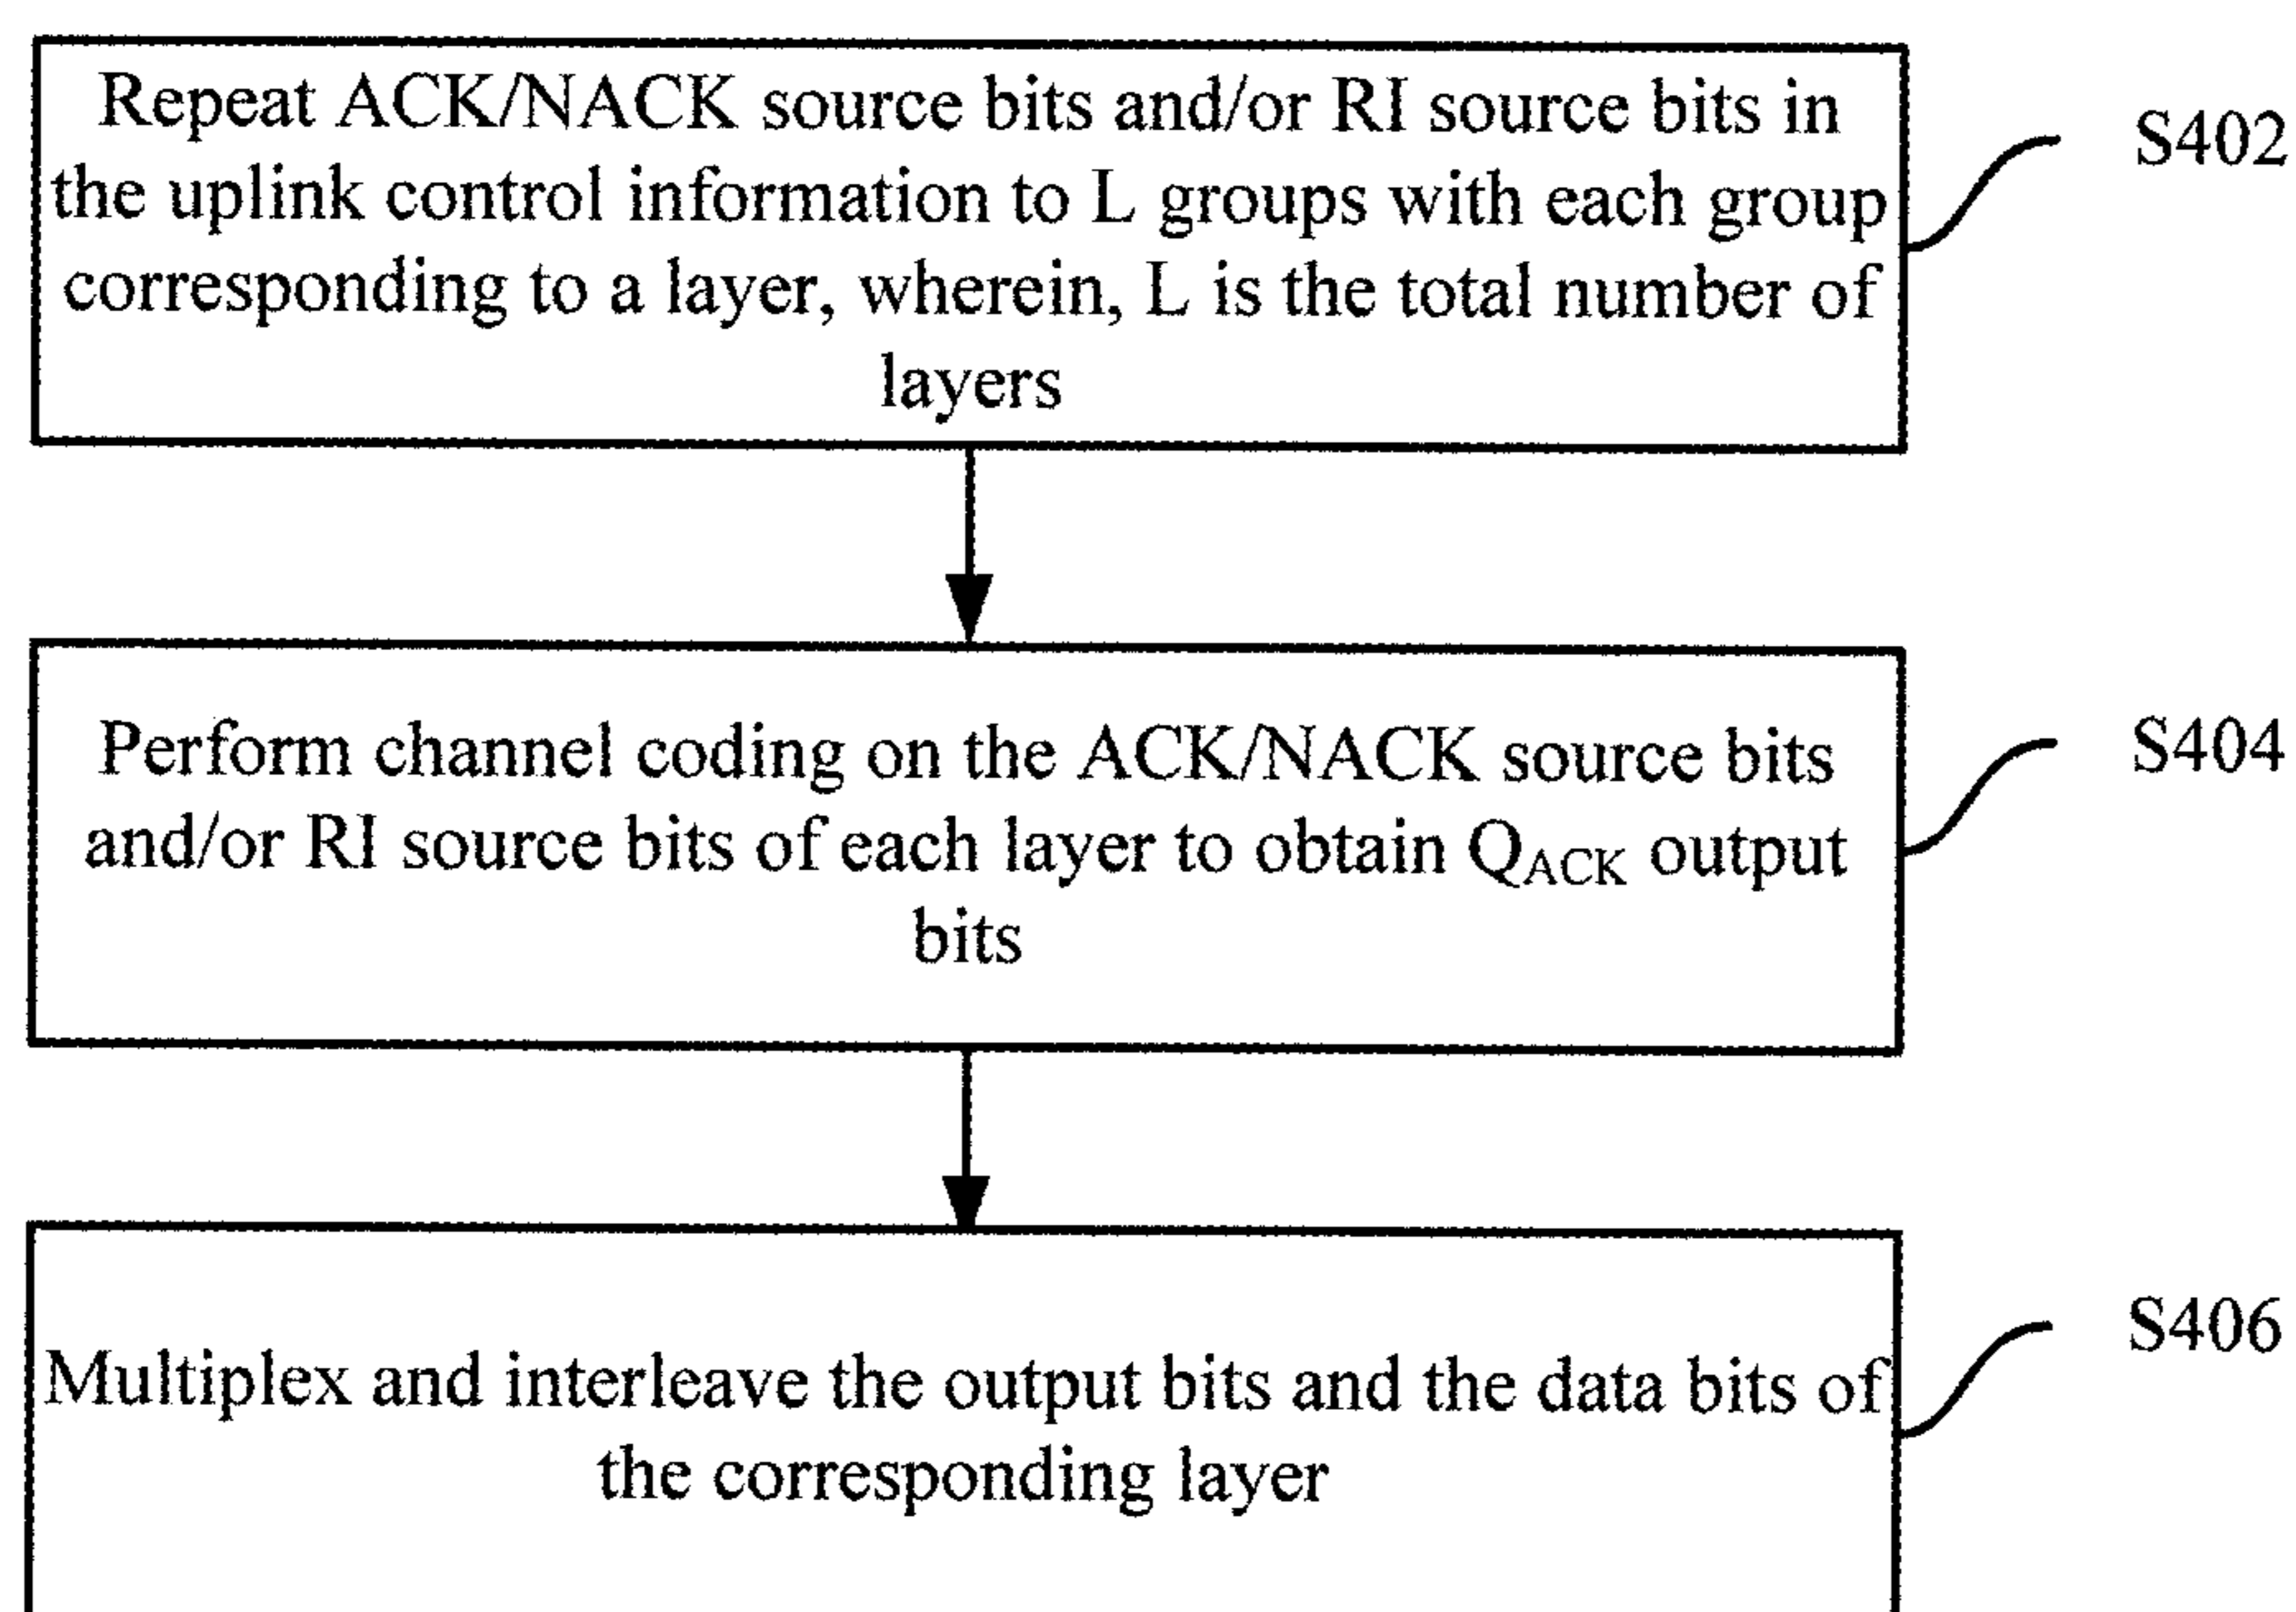 Repeat ACK/NACK source bits and/or RI source bits in
the uplink control information to L groups with each group
corresponding to a layer, wherein, L is the total number of
layers
S402
Perform channel coding on the ACK/NACK source bits
and/or RI source bits of each layer to obtain Q_ACK output
bits
S404
Multiplex and interleave the output bits and the data bits of
the corresponding layer
S406